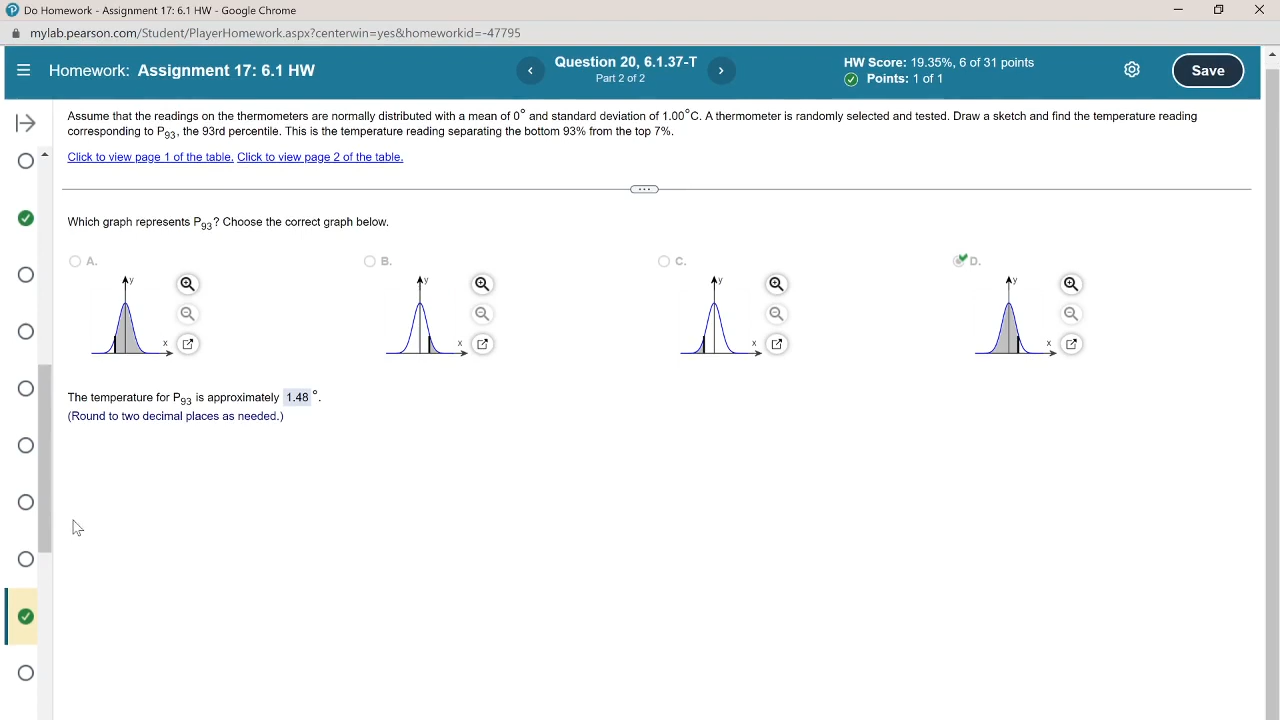 Do Homework - Assignment 17: 6.1 HW - Google Chrome
mylab.pearson.com/Student/PlayerHomework.aspx?centerwin=yes&homeworkid=-47795
Homework: Assignment 17: 6.1 HW
Question 20, 6.1.37-T
Part 2 of 2
HW Score: 19.35%, 6 of 31 points
Points: 1 of 1
Save
Assume that the readings on the thermometers are normally distributed with a mean of 0° and standard deviation of 1.00°C. A thermometer is randomly selected and tested. Draw a sketch and find the temperature reading
corresponding to P93, the 93rd percentile. This is the temperature reading separating the bottom 93% from the top 7%.
Click to view page 1 of the table. Click to view page 2 of the table.
Which graph represents P93? Choose the correct graph below.
A. B. C. D.
y y y y
x x x x
The temperature for P93 is approximately 1.48°.
(Round to two decimal places as needed.)